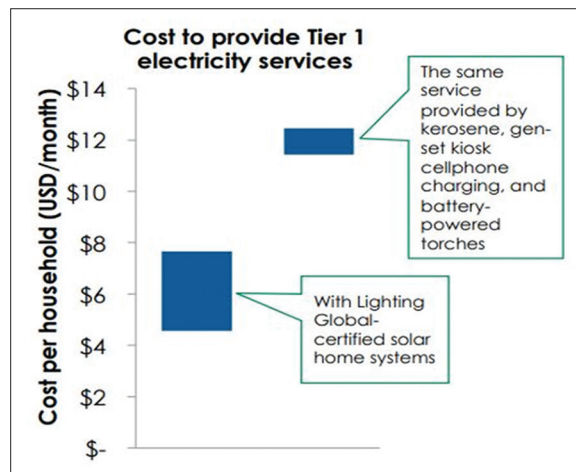 Cost to provide Tier 1
electricity services
Cost per household (USD/month)
$14
$12
$10
$8
$6
$4
$2
$-
The same
service
provided by
kerosene, gen-
set kiosk
cellphone
charging, and
battery-
powered
torches
With Lighting
Global-
certified solar
home systems